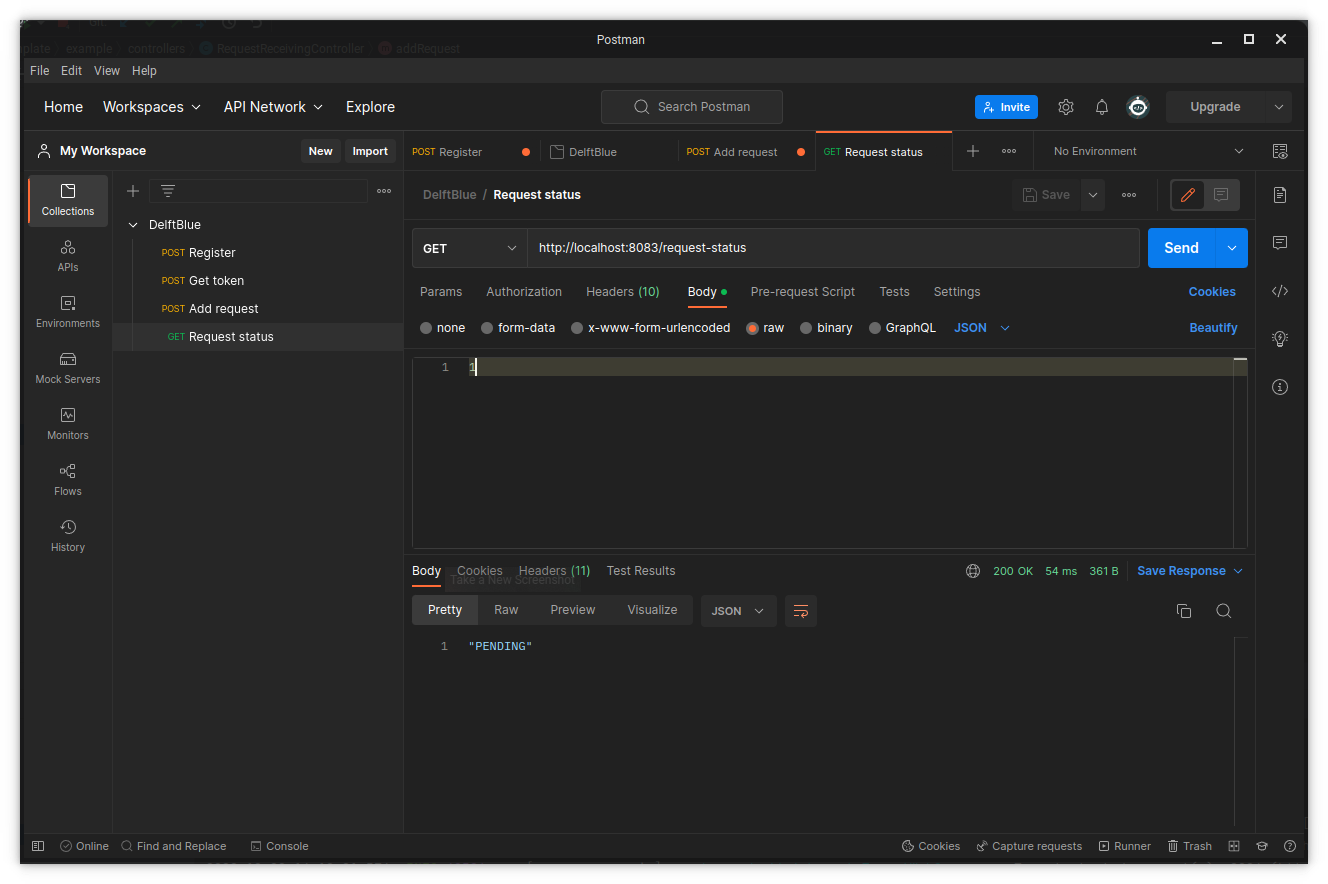 Postman
example controllers RequestReceivingController addRequest
File Edit View Help
Home Workspaces API Network Explore Search Postman Invite Upgrade
My Workspace New Import POST Register DelftBlue POST Add request GET Request status No Environment
Collections
APIs
Environments
Mock Servers
Monitors
Flows
History
DelftBlue
POST Register
POST Get token
POST Add request
GET Request status
DelftBlue / Request status Save
GET http://localhost:8083/request-status Send
Params Authorization Headers (10) Body Pre-request Script Tests Settings Cookies
none form-data x-www-form-urlencoded raw binary GraphQL JSON Beautify
1 1
Body Cookies Headers (11) Test Results 200 OK 54 ms 361 B Save Response
Take a New Screenshot
Pretty Raw Preview Visualize JSON
1 "PENDING"
Online Find and Replace Console Cookies Capture requests Runner Trash